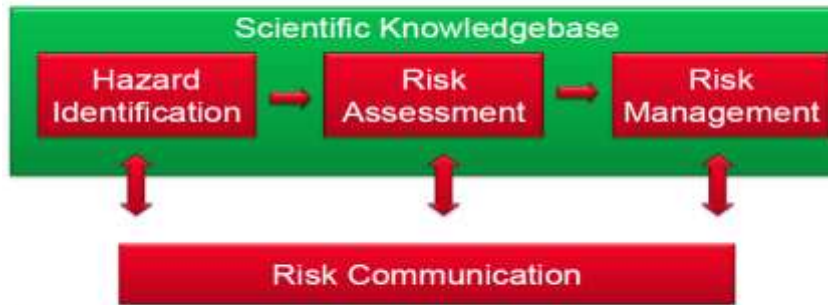 Scientific Knowledgebase
Hazard
Identification
Risk
Assessment
Risk
Management
Risk Communication